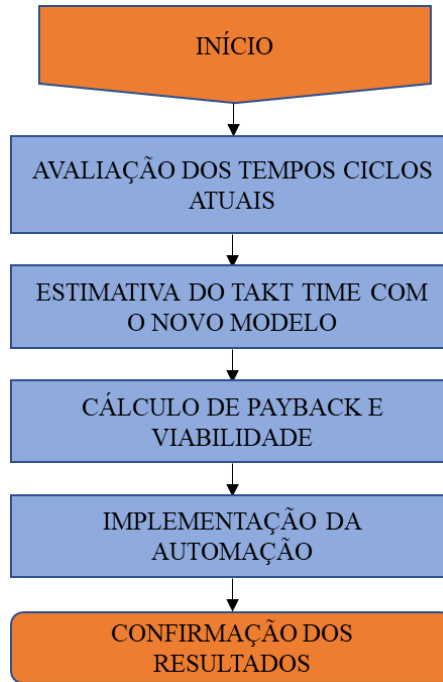 INÍCIO
AVALIAÇÃO DOS TEMPOS CICLOS
ATUAIS
ESTIMATIVA DO TAKT TIME COM
O NOVO MODELO
CÁLCULO DE PAYBACK E
VIABILIDADE
IMPLEMENTAÇÃO DA
AUTOMAÇÃO
CONFIRMAÇÃO DOS
RESULTADOS